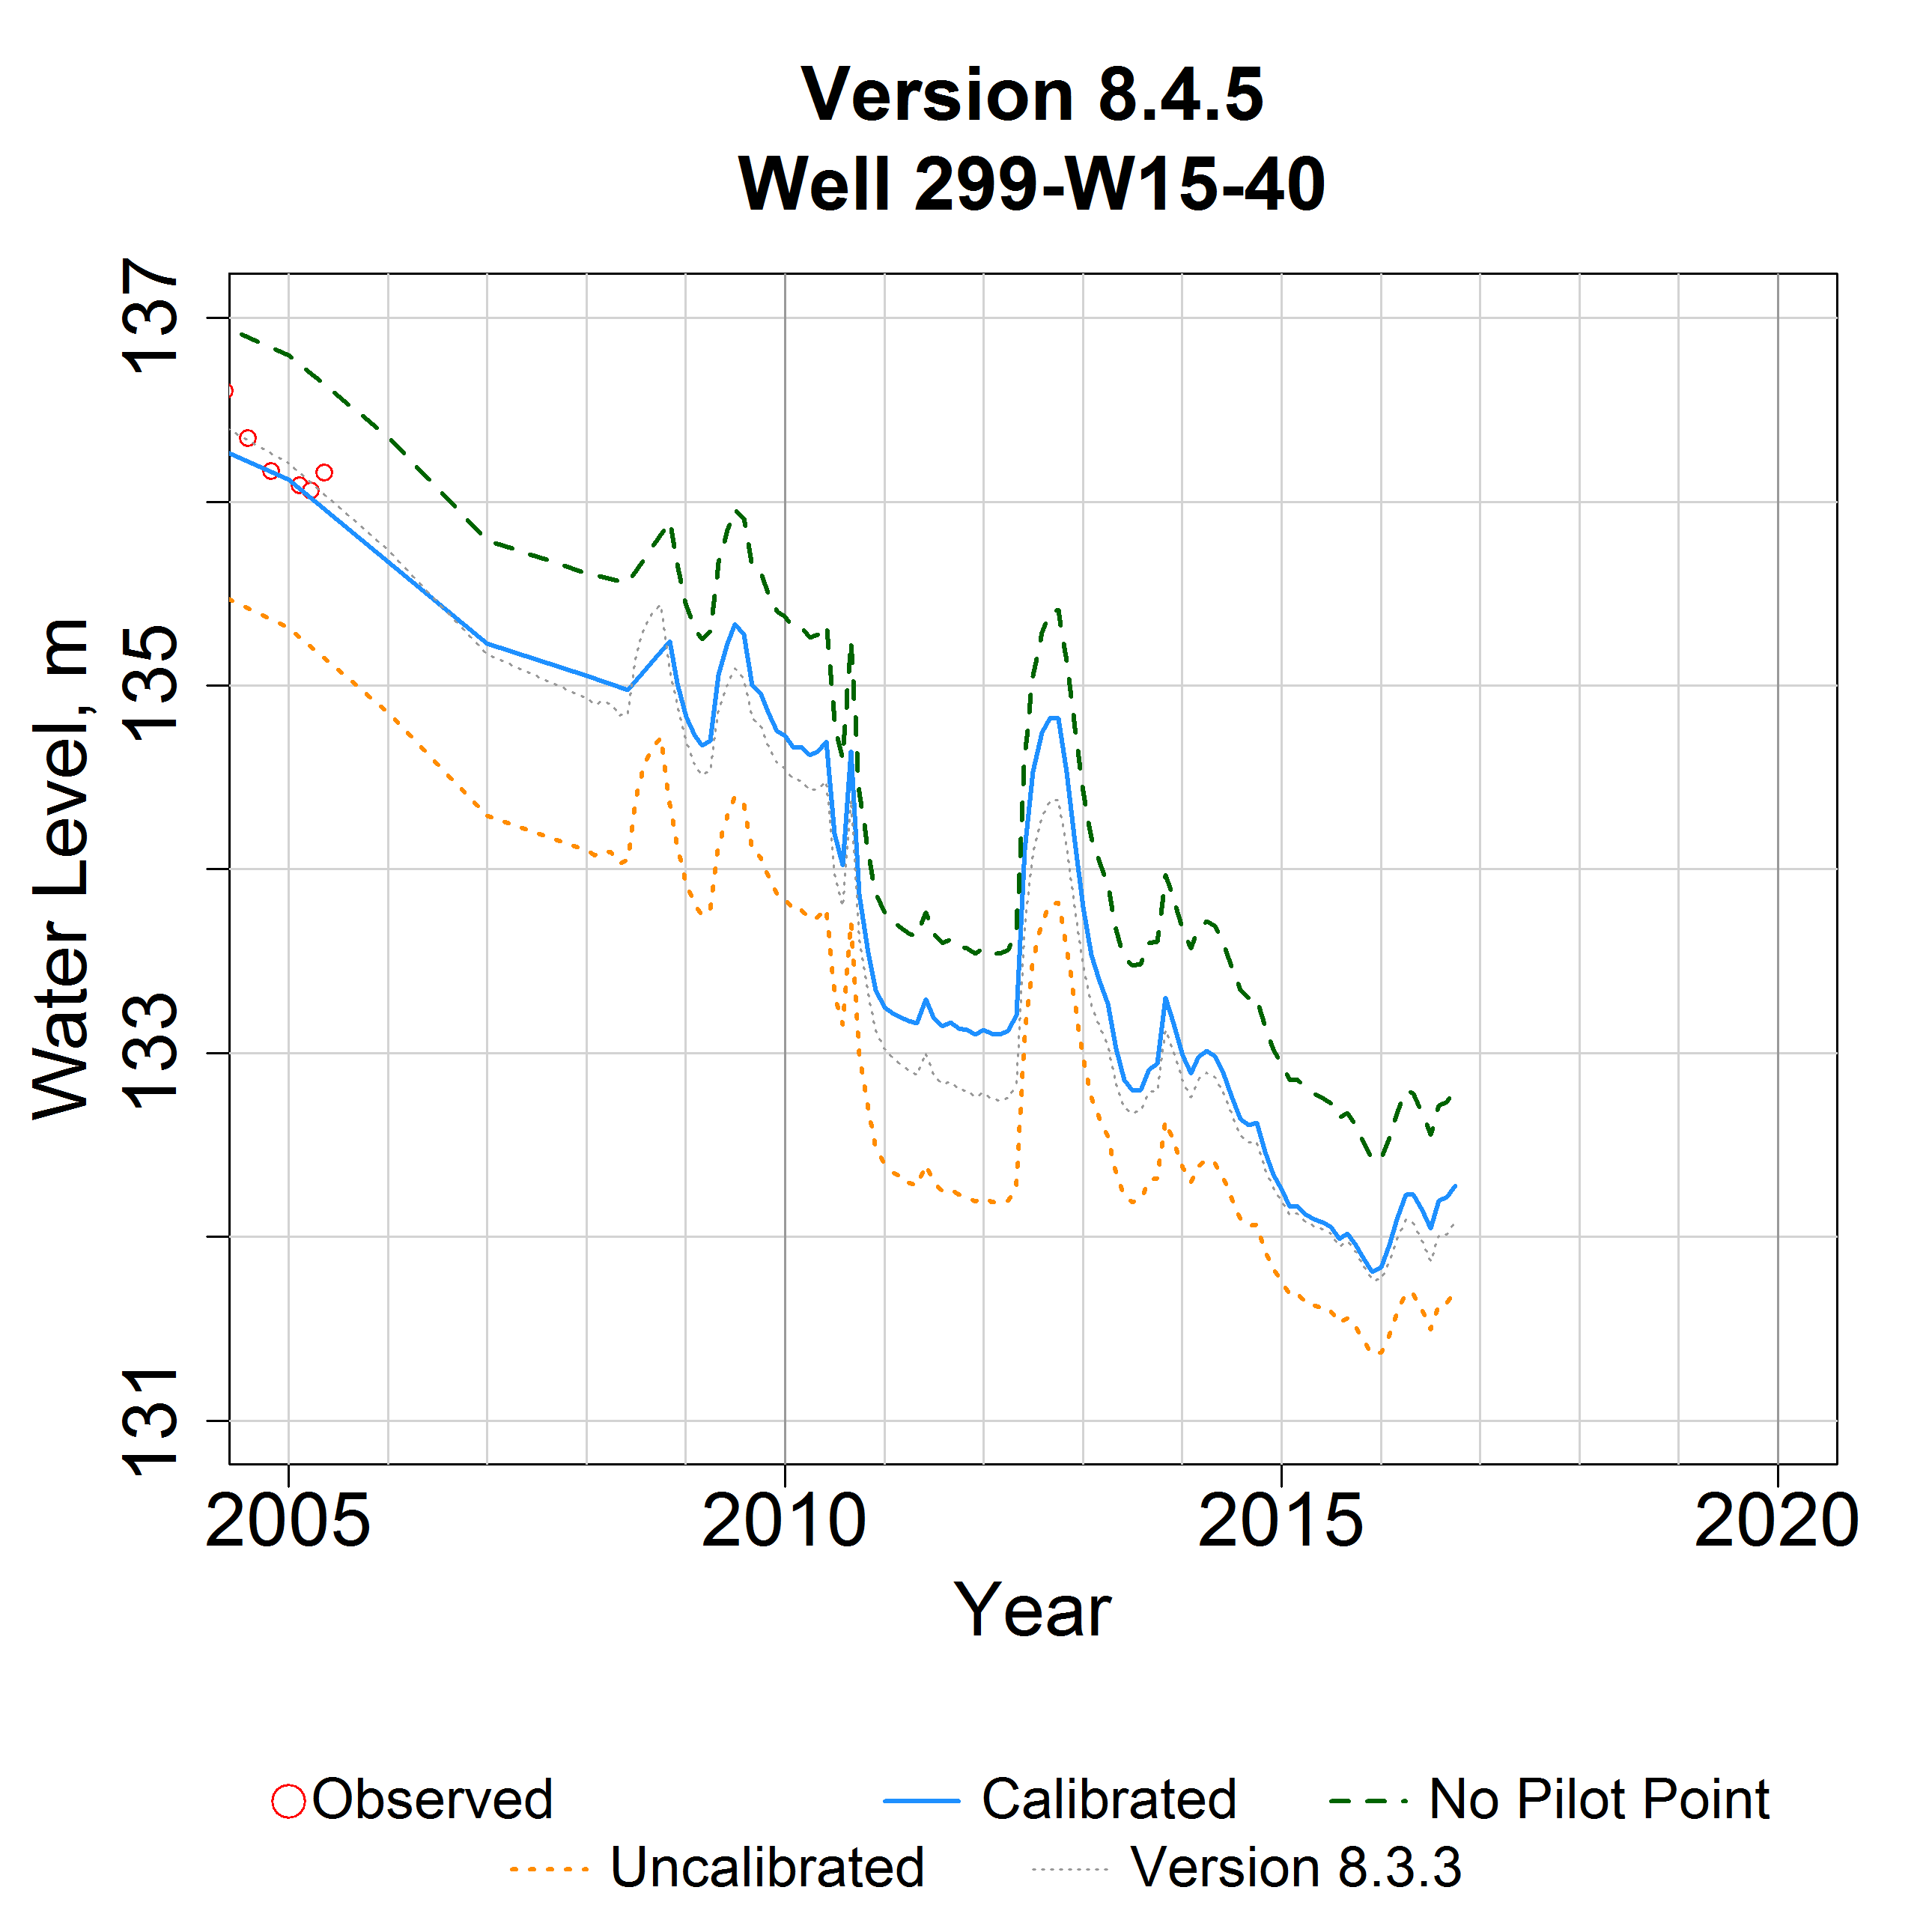 Version 8.4.5
Well 299-W15-40
Water Level, m
137
135
133
131
2005 2010 2015 2020
Year
Observed Calibrated No Pilot Point
Uncalibrated Version 8.3.3